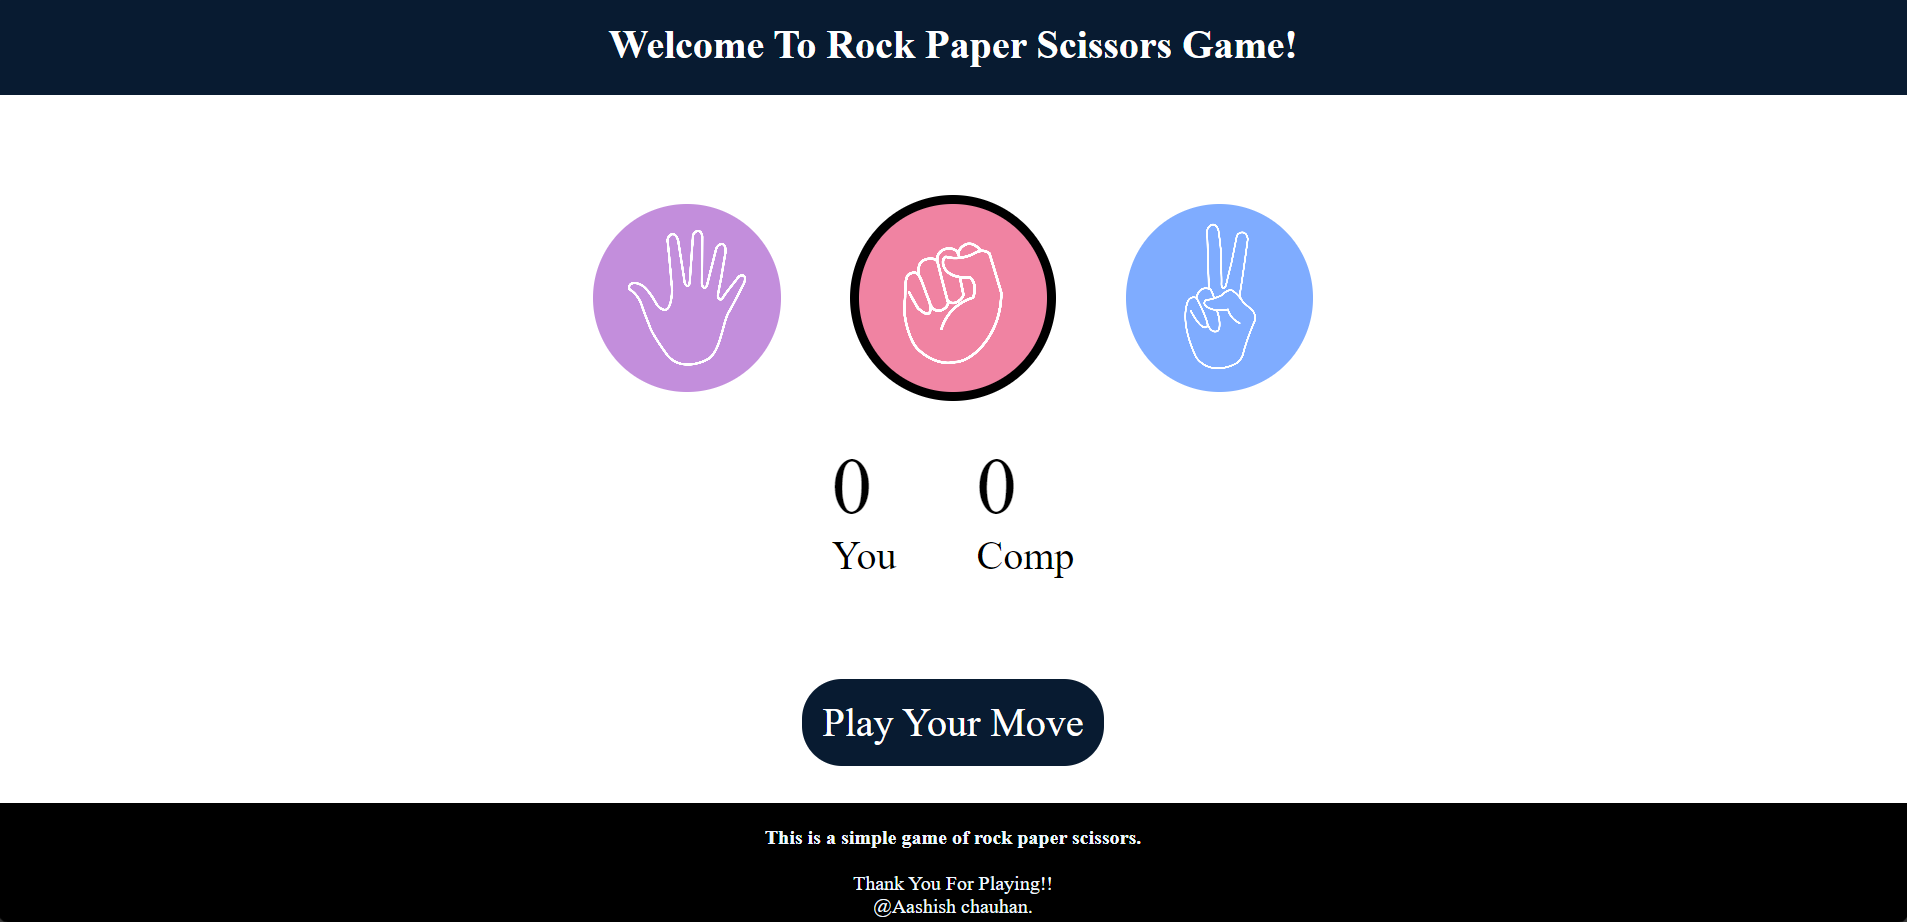 Welcome To Rock Paper Scissors Game!
0 0
You Comp
Play Your Move
This is a simple game of rock paper scissors.
Thank You For Playing!!
@Aashish chauhan.